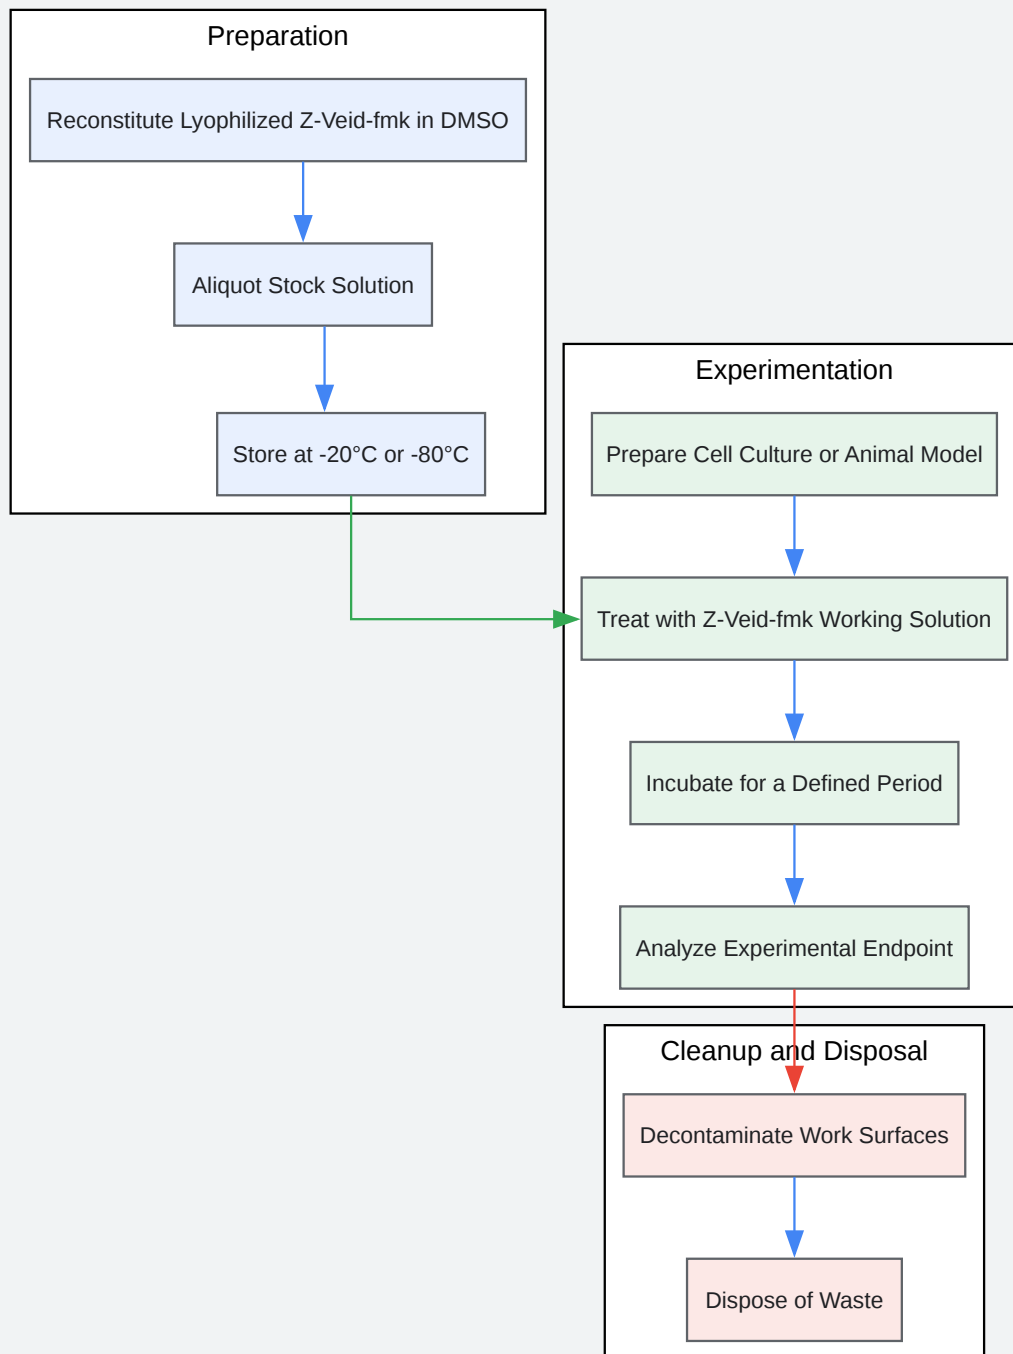 Preparation
Reconstitute Lyophilized Z-Veid-fmk in DMSO
Aliquot Stock Solution
Store at -20°C or -80°C
Experimentation
Prepare Cell Culture or Animal Model
Treat with Z-Veid-fmk Working Solution
Incubate for a Defined Period
Analyze Experimental Endpoint
Cleanup and Disposal
Decontaminate Work Surfaces
Dispose of Waste